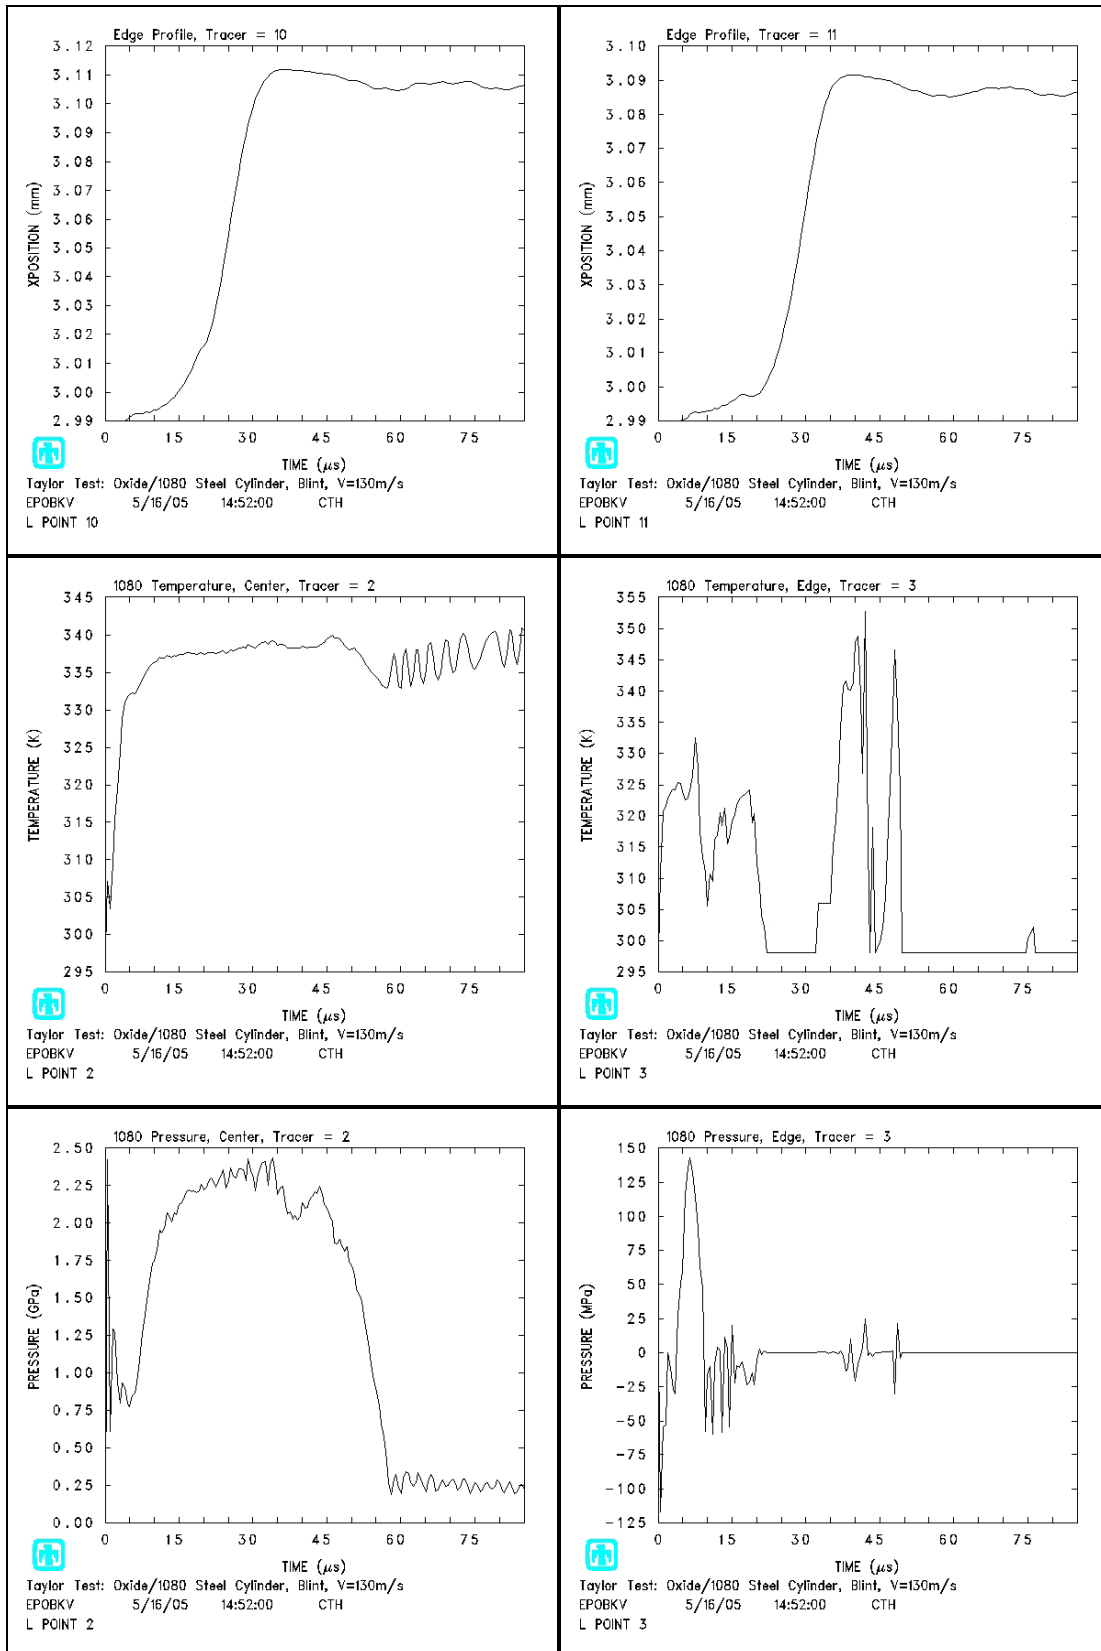 Edge Profile, Tracer = 10
3.12
3.11
3.10
3.09
3.08
3.07
3.06
3.05
3.04
3.03
3.02
3.01
3.00
2.99
XPOSITION (mm)
0 15 30 45 60 75
TIME (μs)
Taylor Test: Oxide/1080 Steel Cylinder, Blint, V=130m/s
EPOBKV 5/16/05 14:52:00 CTH
L POINT 10
Edge Profile, Tracer = 11
3.10
3.09
3.08
3.07
3.06
3.05
3.04
3.03
3.02
3.01
3.00
2.99
XPOSITION (mm)
0 15 30 45 60 75
TIME (μs)
Taylor Test: Oxide/1080 Steel Cylinder, Blint, V=130m/s
EPOBKV 5/16/05 14:52:00 CTH
L POINT 11
1080 Temperature, Center, Tracer = 2
345
340
335
330
325
320
315
310
305
300
295
TEMPERATURE (K)
0 15 30 45 60 75
TIME (μs)
Taylor Test: Oxide/1080 Steel Cylinder, Blint, V=130m/s
EPOBKV 5/16/05 14:52:00 CTH
L POINT 2
1080 Temperature, Edge, Tracer = 3
355
350
345
340
335
330
325
320
315
310
305
300
295
TEMPERATURE (K)
0 15 30 45 60 75
TIME (μs)
Taylor Test: Oxide/1080 Steel Cylinder, Blint, V=130m/s
EPOBKV 5/16/05 14:52:00 CTH
L POINT 3
1080 Pressure, Center, Tracer = 2
2.50
2.25
2.00
1.75
1.50
1.25
1.00
0.75
0.50
0.25
0.00
PRESSURE (GPa)
0 15 30 45 60 75
TIME (μs)
Taylor Test: Oxide/1080 Steel Cylinder, Blint, V=130m/s
EPOBKV 5/16/05 14:52:00 CTH
L POINT 2
1080 Pressure, Edge, Tracer = 3
150
125
100
75
50
25
0
-25
-50
-75
-100
-125
PRESSURE (MPa)
0 15 30 45 60 75
TIME (μs)
Taylor Test: Oxide/1080 Steel Cylinder, Blint, V=130m/s
EPOBKV 5/16/05 14:52:00 CTH
L POINT 3